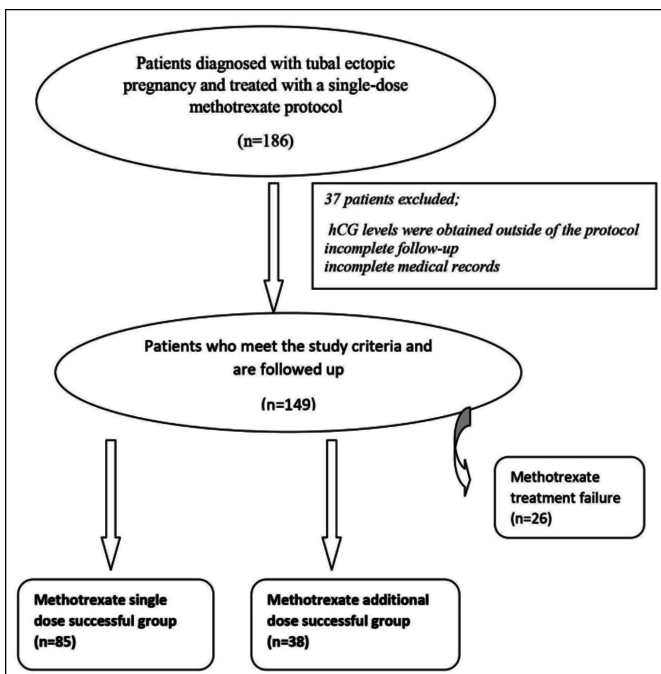 Patients diagnosed with tubal ectopic
pregnancy and treated with a single-dose
methotrexate protocol
(n=186)
37 patients excluded;
hCG levels were obtained outside of the protocol
incomplete follow-up
incomplete medical records
Patients who meet the study criteria and
are followed up
(n=149)
Methotrexate
treatment failure
(n=26)
Methotrexate single
dose successful group
(n=85)
Methotrexate additional
dose successful group
(n=38)